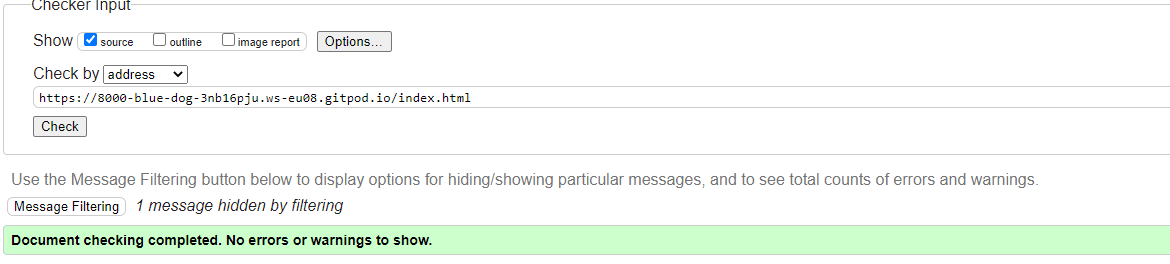 Checker Input
Show source outline image report Options...
Check by address
https://8000-blue-dog-3nb16pju.ws-eu08.gitpod.io/index.html
Check
Use the Message Filtering button below to display options for hiding/showing particular messages, and to see total counts of errors and warnings.
Message Filtering 1 message hidden by filtering
Document checking completed. No errors or warnings to show.